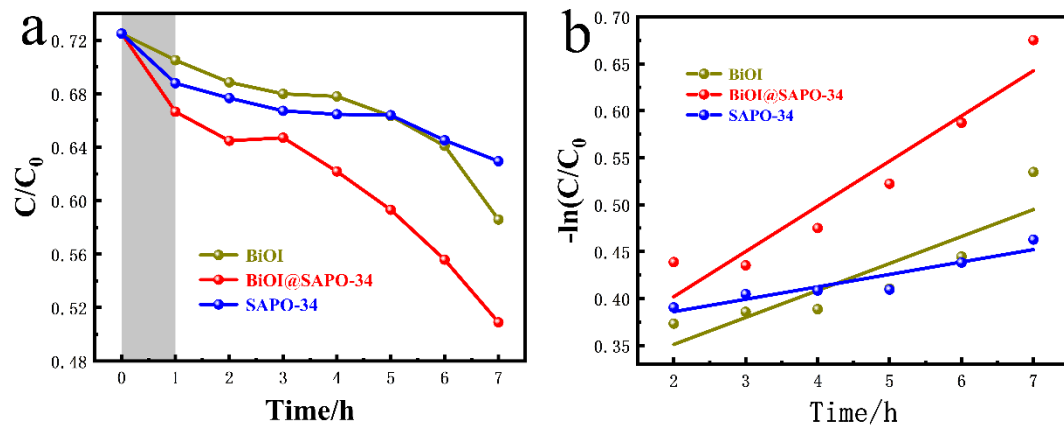 a
0.72
0.68
0.64
0.60
0.56
0.52
0.48
C/C0
BiOI
BiOI@SAPO-34
SAPO-34
0 1 2 3 4 5 6 7
Time/h
b
0.70
0.65
0.60
0.55
0.50
0.45
0.40
0.35
-ln(C/C0)
BiOI
BiOI@SAPO-34
SAPO-34
2 3 4 5 6 7
Time/h